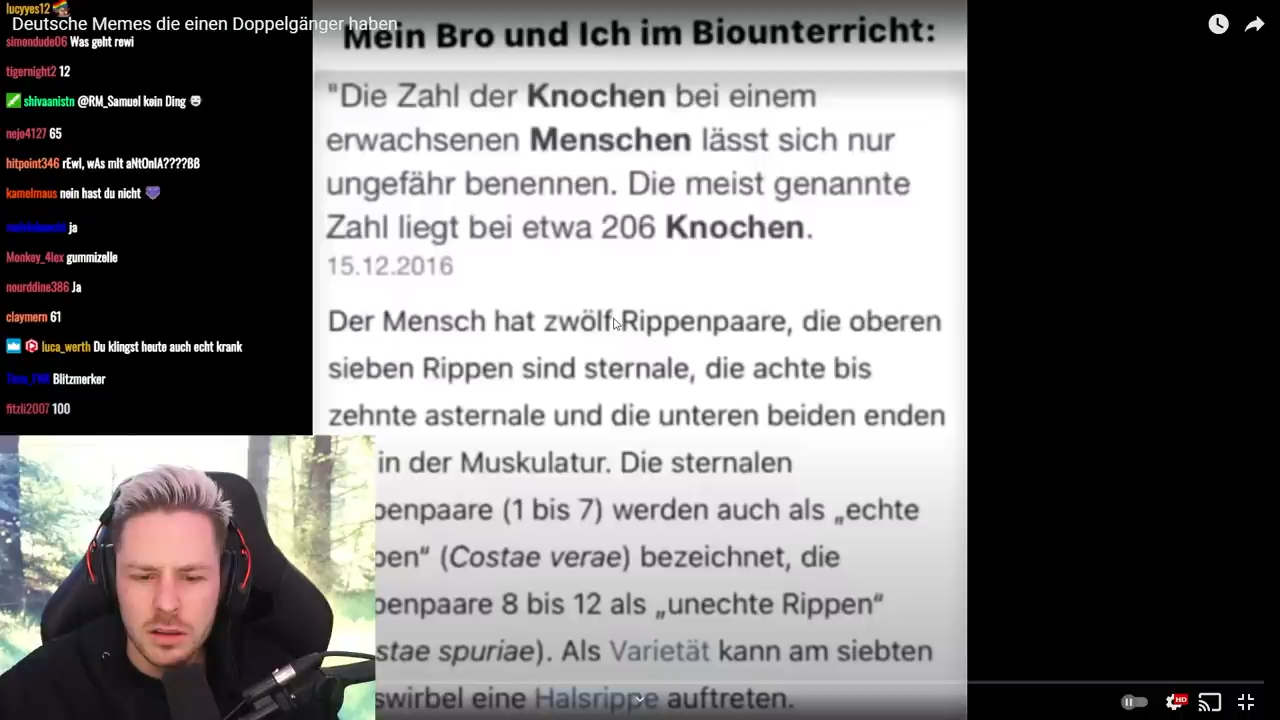 lucyyes12
Deutsche Memes die einen Doppelgänger haben
simondude06 Was geht rewi
tigernight2 12
shivaanistn @RM_Samuel kein Ding
nejo4127 65
hitpoint346 rEwI, wAs mIt aNtOnIA????88
kamelmaus nein hast du nicht
ja
Monkey_4lex gummizelle
nourddine386 Ja
claymern 61
luca_werth Du klingst heute auch echt krank
Blitzmerker
fitzli2007 100
Mein Bro und Ich im Biounterricht:
"Die Zahl der Knochen bei einem
erwachsenen Menschen lässt sich nur
ungefähr benennen. Die meist genannte
Zahl liegt bei etwa 206 Knochen.
15.12.2016
Der Mensch hat zwölf Rippenpaare, die oberen
sieben Rippen sind sternale, die achte bis
zehnte asternale und die unteren beiden enden
in der Muskulatur. Die sternalen
penpaare (1 bis 7) werden auch als „echte
pen“ (Costae verae) bezeichnet, die
penpaare 8 bis 12 als „unechte Rippen“
stae spuriae). Als Varietät kann am siebten
swirbel eine Halsrippe auftreten.
HD